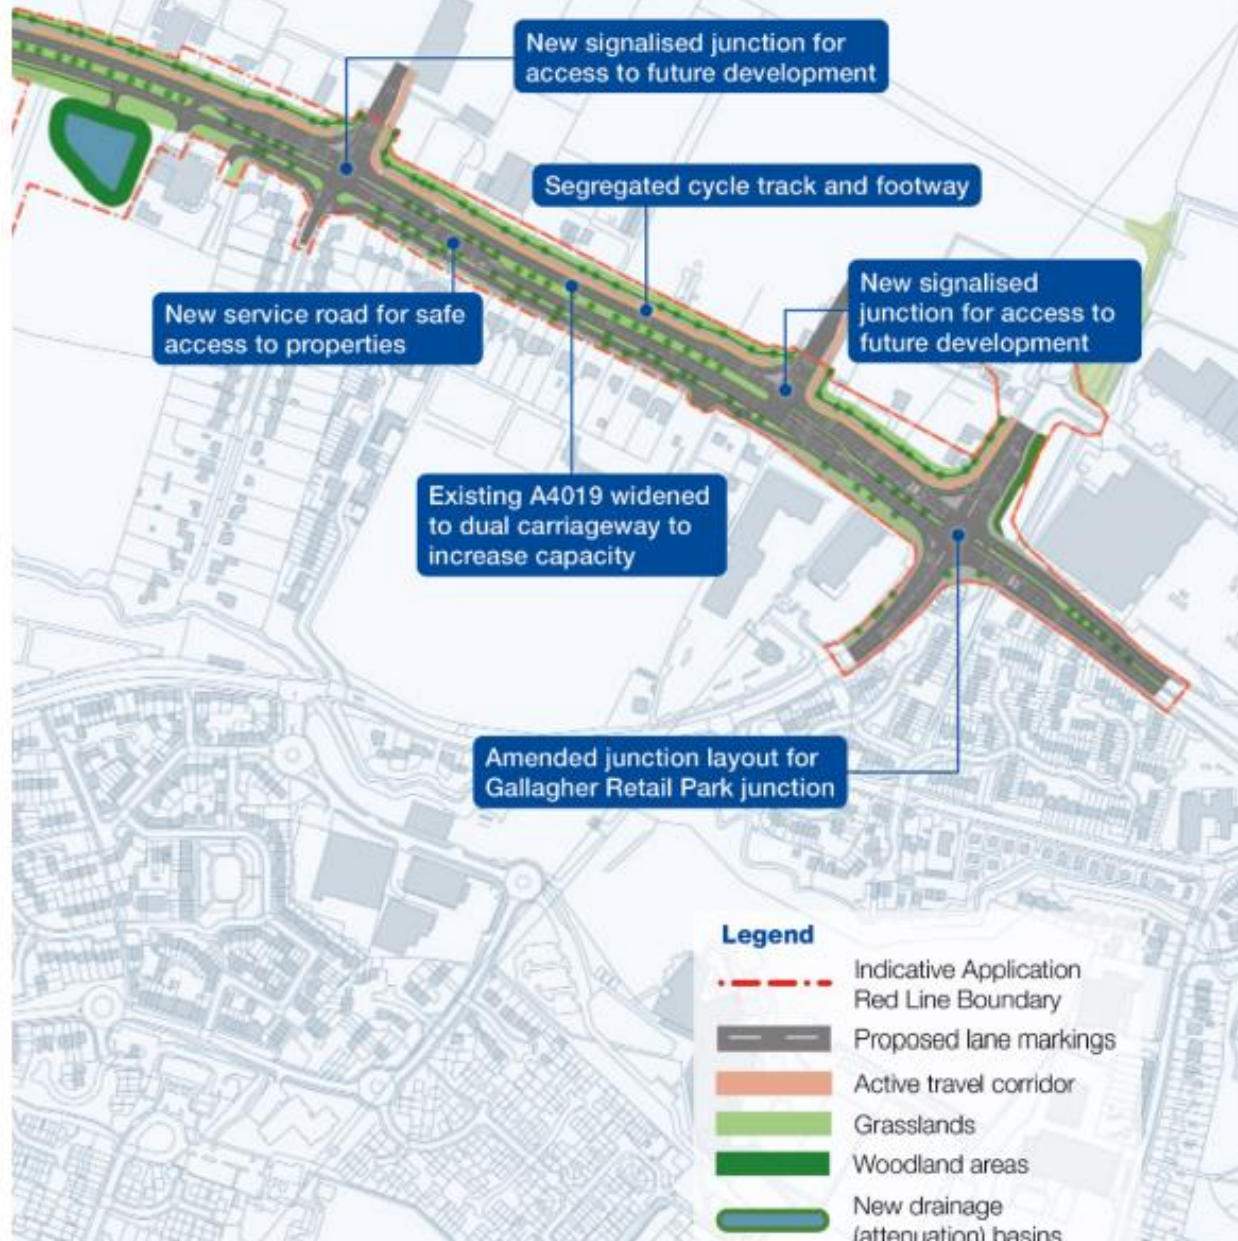 New signalised junction for
access to future development
Segregated cycle track and footway
New signalised
junction for access to
future development
New service road for safe
access to properties
Existing A4019 widened
to dual carriageway to
increase capacity
Amended junction layout for
Gallagher Retail Park junction
Legend
Indicative Application
Red Line Boundary
Proposed lane markings
Active travel corridor
Grasslands
Woodland areas
New drainage
(attenuation) basins